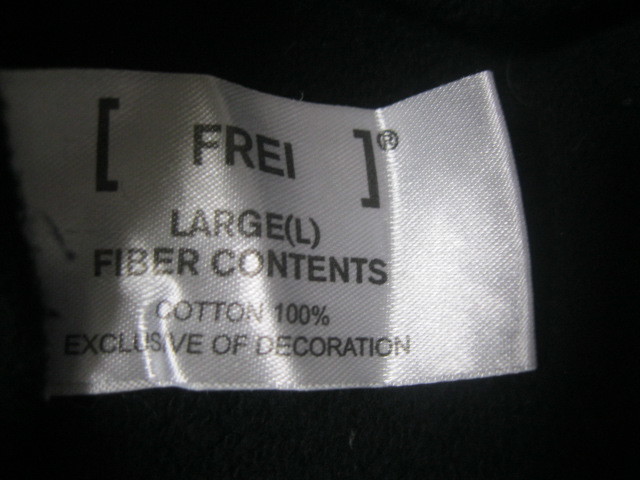 [ FREI ]®
LARGE(L)
FIBER CONTENTS
COTTON 100%
EXCLUSIVE OF DECORATION